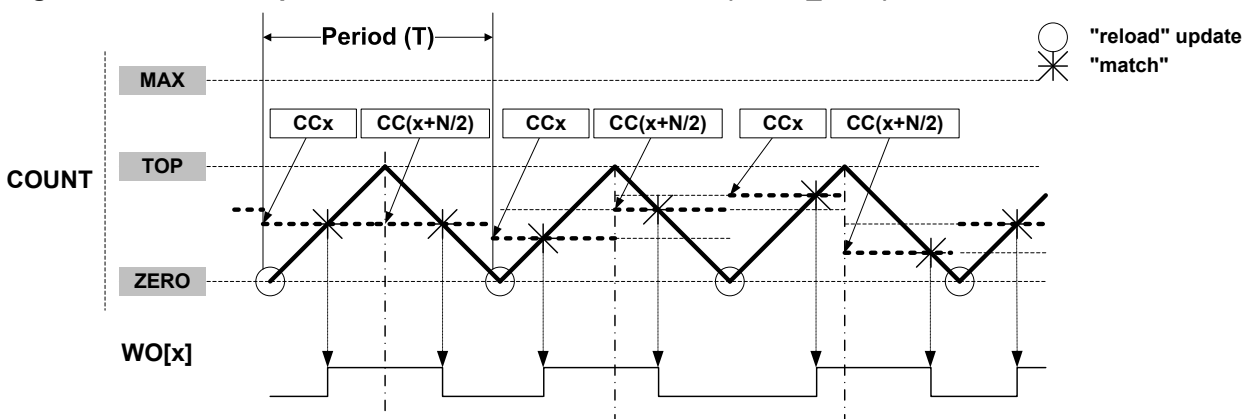 Period (T)
"reload" update
"match"
MAX
CCx
CC(x+N/2)
CCx
CC(x+N/2)
CCx
CC(x+N/2)
COUNT
TOP
ZERO
WO[x]